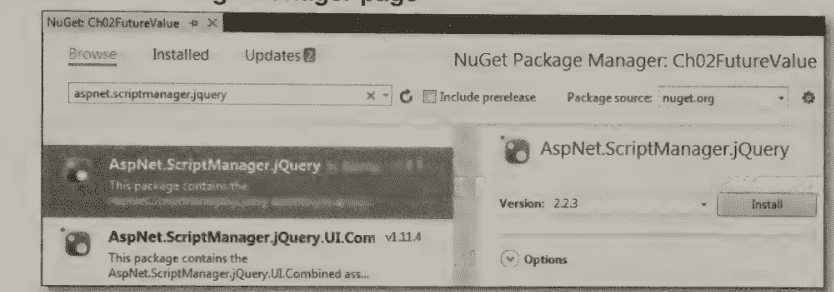 NuGet: Ch02FutureValue
Browse Installed Updates 2
NuGet Package Manager: Ch02FutureValue
aspnet.scriptmanager.jquery
Include prerelease
Package source: nuget.org
AspNet.ScriptManager.jQuery
This package contains the
AspNet.ScriptManager.jQuery.UI.Com v1.11.4
This package contains the
AspNet.ScriptManager.jQuery.UI.Combined ass...
AspNet.ScriptManager.jQuery
Version: 2.2.3
Install
Options